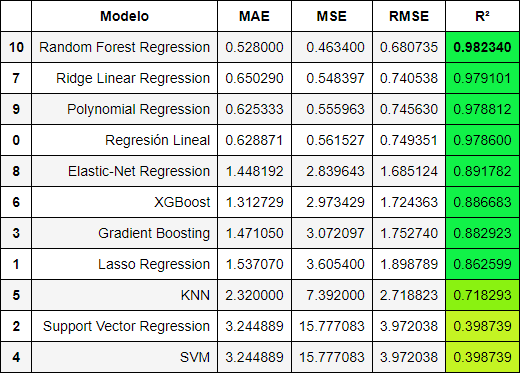 Modelo MAE MSE RMSE R²
10 Random Forest Regression 0.528000 0.463400 0.680735 0.982340
7 Ridge Linear Regression 0.650290 0.548397 0.740538 0.979101
9 Polynomial Regression 0.625333 0.555963 0.745630 0.978812
0 Regresión Lineal 0.628871 0.561527 0.749351 0.978600
8 Elastic-Net Regression 1.448192 2.839643 1.685124 0.891782
6 XGBoost 1.312729 2.973429 1.724363 0.886683
3 Gradient Boosting 1.471050 3.072097 1.752740 0.882923
1 Lasso Regression 1.537070 3.605400 1.898789 0.862599
5 KNN 2.320000 7.392000 2.718823 0.718293
2 Support Vector Regression 3.244889 15.777083 3.972038 0.398739
4 SVM 3.244889 15.777083 3.972038 0.398739